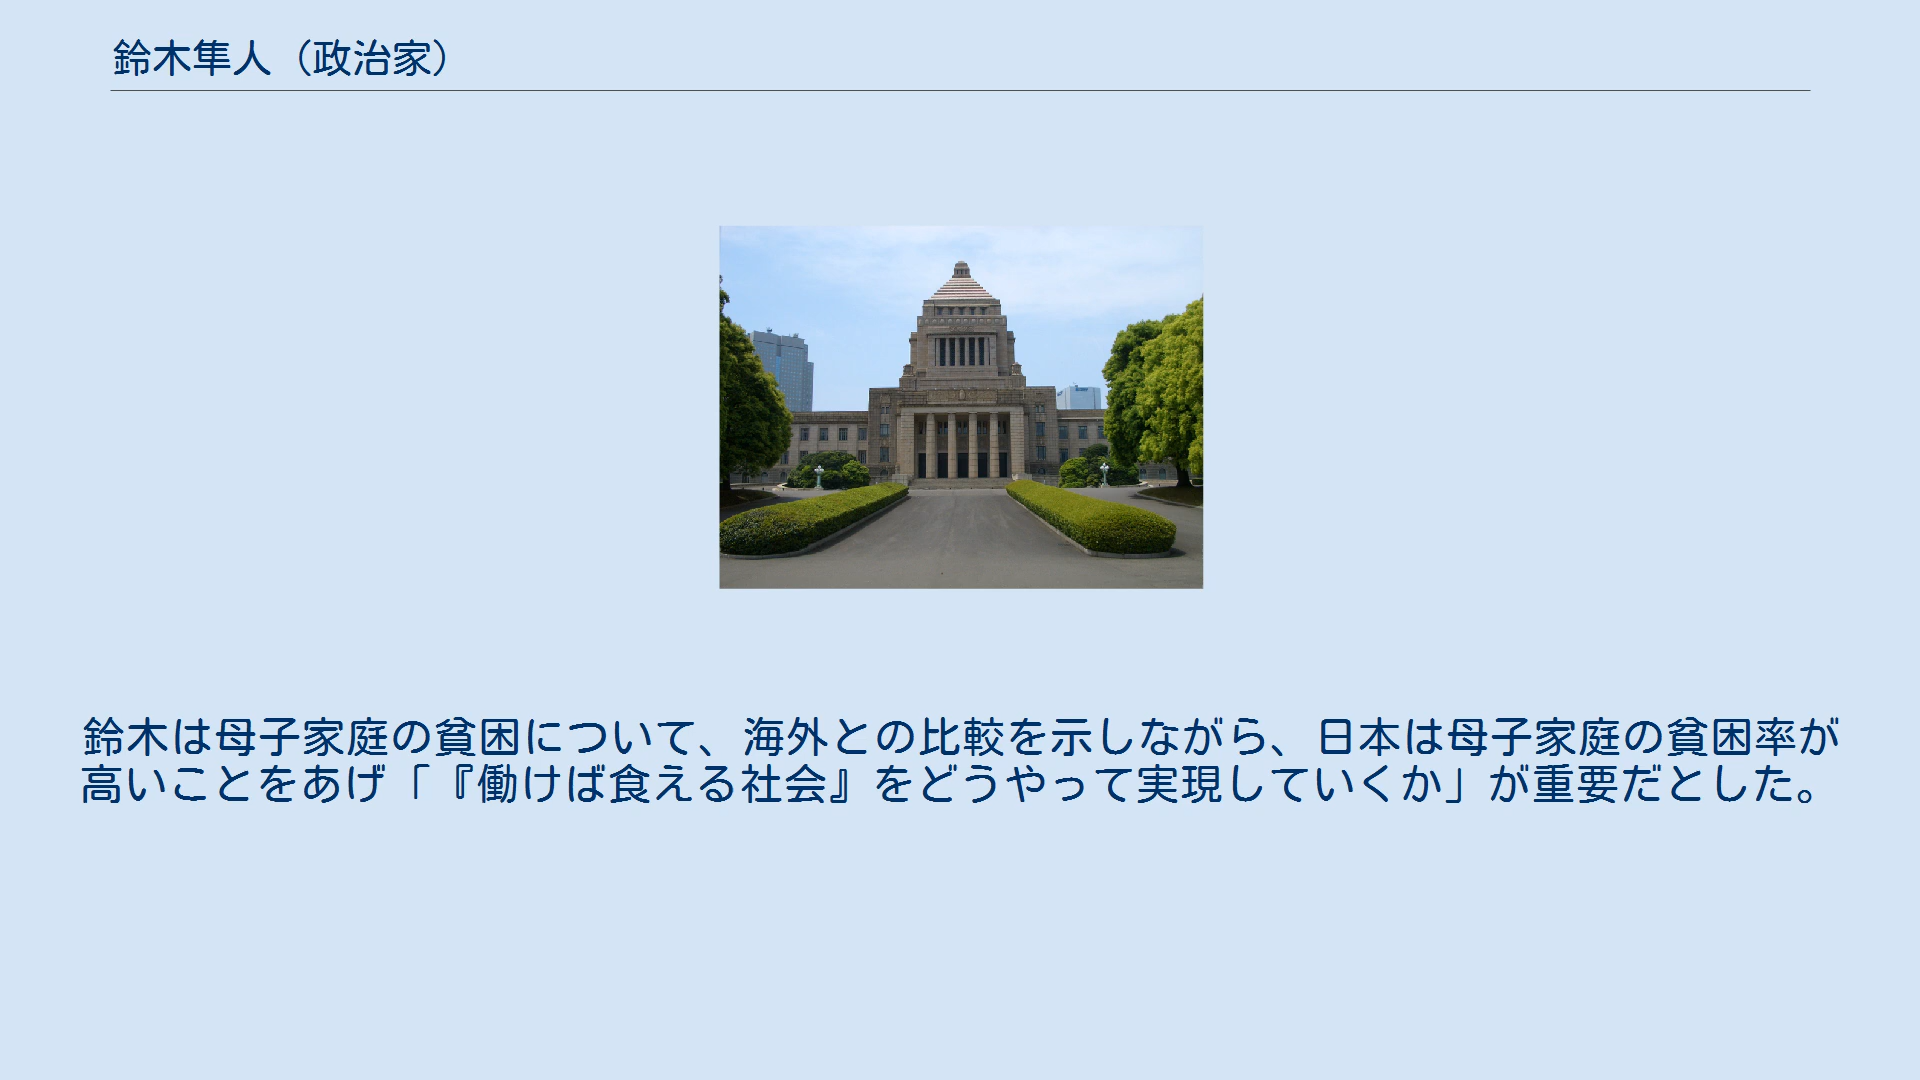 鈴木隼人（政治家）
鈴木は母子家庭の貧困について、海外との比較を示しながら、日本は母子家庭の貧困率が
高いことをあげ「『働けば食える社会』をどうやって実現していくか」が重要だとした。